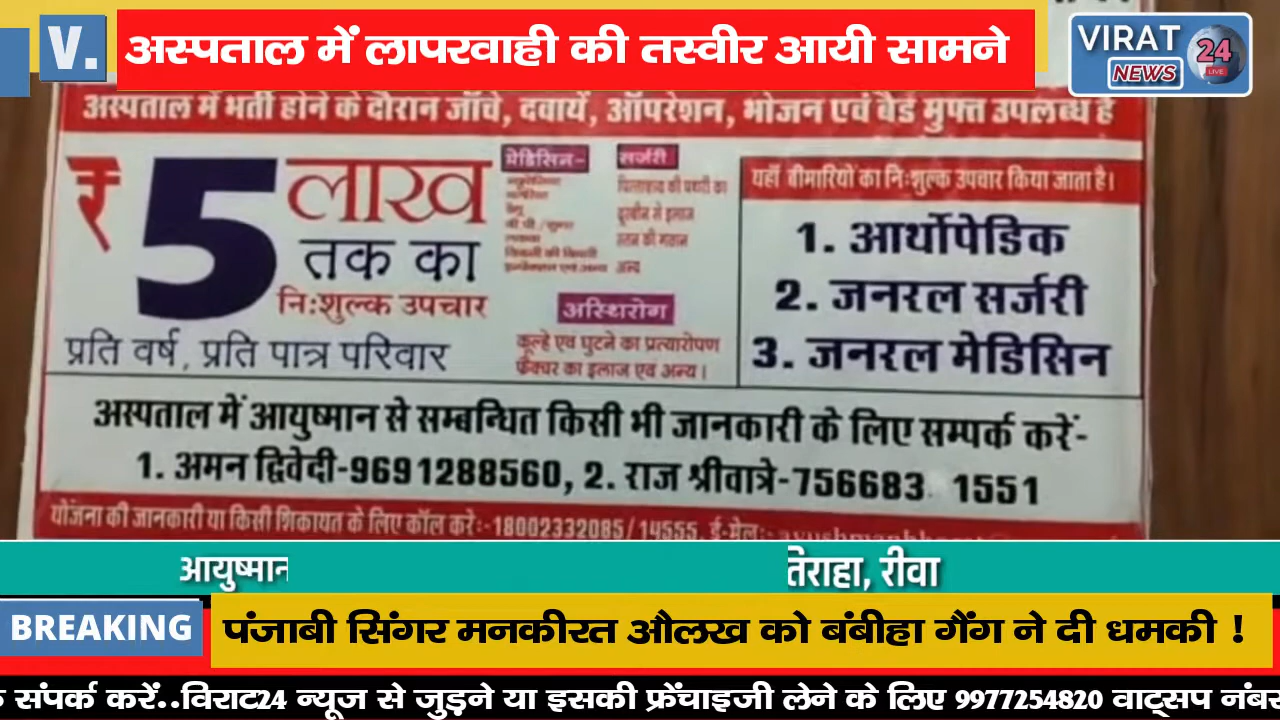 V.
अस्पताल में लापरवाही की तस्वीर आयी सामने
VIRAT
24
LIVE
NEWS
अस्पताल में भर्ती होने के दौरान जाँचे, दवायें, ऑपरेशन, भोजन एवं बैड मुफ्त उपलब्ध है
₹ 5 लाख
तक का
निःशुल्क उपचार
प्रति वर्ष, प्रति पात्र परिवार
मेडिसिन-
सर्जरी
दूरबीन से इलाज
अन्य
अस्थिरोग
कूल्हे एवं घुटने का प्रत्यारोपण
फ्रैक्चर का इलाज एवं अन्य।
यहाँ बीमारियों का निःशुल्क उपचार किया जाता है।
1. आर्थोपेडिक
2. जनरल सर्जरी
3. जनरल मेडिसिन
अस्पताल में आयुष्मान से सम्बन्धित किसी भी जानकारी के लिए सम्पर्क करें-
1. अमन द्विवेदी-9691288560, 2. राज श्रीवात्रे-756683 1551
योजना की जानकारी या किसी शिकायत के लिए कॉल करेः-18002332085/14555, ई-मेलः-
आयुष्मान
तिराहा, रीवा
BREAKING
पंजाबी सिंगर मनकीरत औलख को बंबीहा गैंग ने दी धमकी !
संपर्क करें..विराट24 न्यूज से जुड़ने या इसकी फ्रेंचाइजी लेने के लिए 9977254820 वाट्सप नंबर